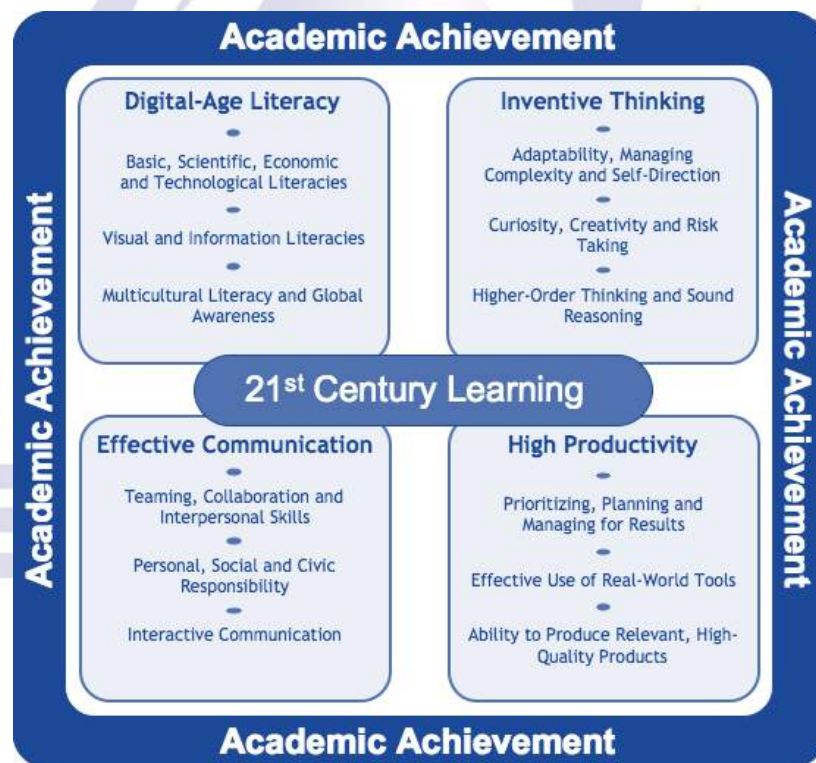 Academic Achievement
Academic Achievement
Digital-Age Literacy
Basic, Scientific, Economic
and Technological Literacies
Visual and Information Literacies
Multicultural Literacy and Global
Awareness
Inventive Thinking
Adaptability, Managing
Complexity and Self-Direction
Curiosity, Creativity and Risk
Taking
Higher-Order Thinking and Sound
Reasoning
21st Century Learning
Effective Communication
Teaming, Collaboration and
Interpersonal Skills
Personal, Social and Civic
Responsibility
Interactive Communication
High Productivity
Prioritizing, Planning and
Managing for Results
Effective Use of Real-World Tools
Ability to Produce Relevant, High-
Quality Products
Academic Achievement
Academic Achievement